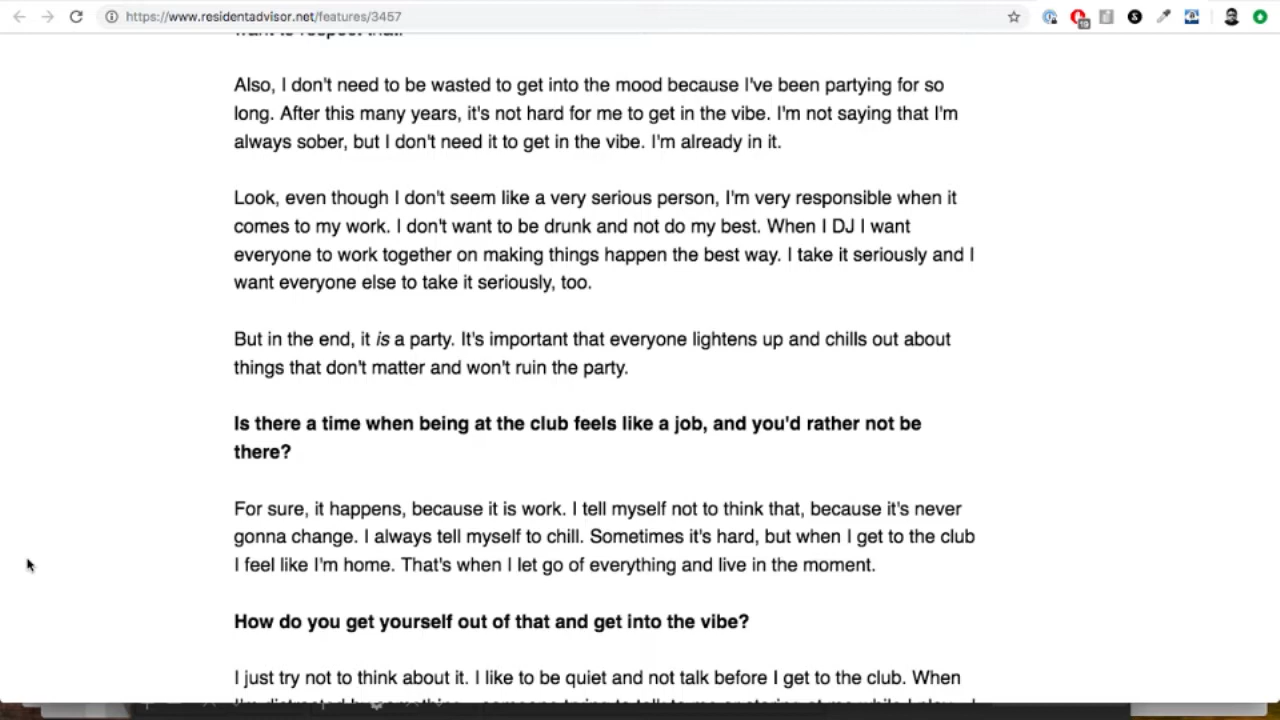 https://www.residentadvisor.net/features/3457
19
want to respect that.
Also, I don't need to be wasted to get into the mood because I've been partying for so
long. After this many years, it's not hard for me to get in the vibe. I'm not saying that I'm
always sober, but I don't need it to get in the vibe. I'm already in it.
Look, even though I don't seem like a very serious person, I'm very responsible when it
comes to my work. I don't want to be drunk and not do my best. When I DJ I want
everyone to work together on making things happen the best way. I take it seriously and I
want everyone else to take it seriously, too.
But in the end, it is a party. It's important that everyone lightens up and chills out about
things that don't matter and won't ruin the party.
Is there a time when being at the club feels like a job, and you'd rather not be
there?
For sure, it happens, because it is work. I tell myself not to think that, because it's never
gonna change. I always tell myself to chill. Sometimes it's hard, but when I get to the club
I feel like I'm home. That's when I let go of everything and live in the moment.
How do you get yourself out of that and get into the vibe?
I just try not to think about it. I like to be quiet and not talk before I get to the club. When